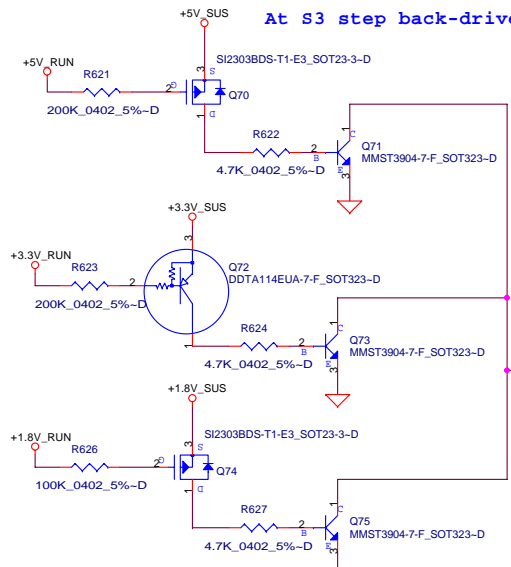 At S3 step back-drive
+5V_SUS
+5V_RUN
R621
200K_0402_5%~D
SI2303BDS-T1-E3_SOT23-3~D
3
S
2
G
Q70
1
D
R622
4.7K_0402_5%~D
2
B
1
C
Q71
MMST3904-7-F_SOT323~D
E
3
+3.3V_SUS
+3.3V_RUN
R623
200K_0402_5%~D
3
2
Q72
DDTA114EUA-7-F_SOT323~D
1
R624
4.7K_0402_5%~D
2
B
1
C
Q73
MMST3904-7-F_SOT323~D
E
3
+1.8V_SUS
+1.8V_RUN
R626
100K_0402_5%~D
SI2303BDS-T1-E3_SOT23-3~D
3
S
2
G
Q74
1
D
R627
4.7K_0402_5%~D
2
B
1
C
Q75
MMST3904-7-F_SOT323~D
E
3